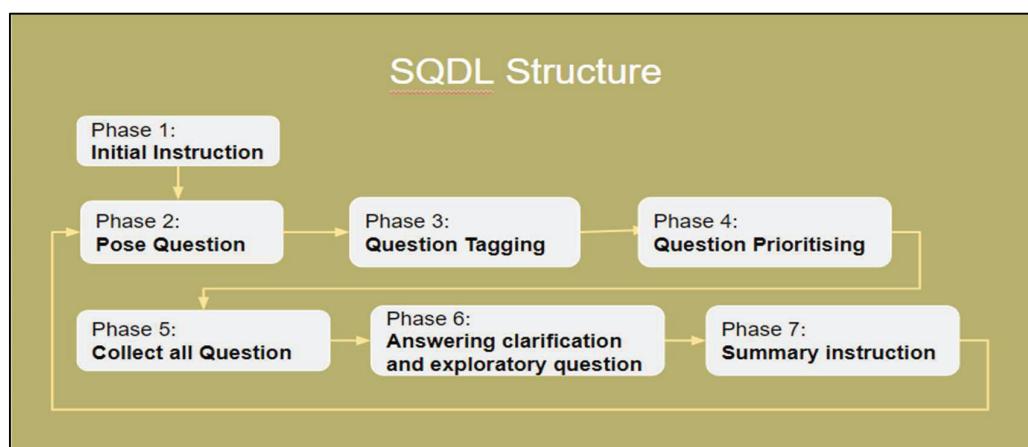 SQDL Structure
Phase 1:
Initial Instruction
Phase 2:
Pose Question
Phase 3:
Question Tagging
Phase 4:
Question Prioritising
Phase 5:
Collect all Question
Phase 6:
Answering clarification
and exploratory question
Phase 7:
Summary instruction